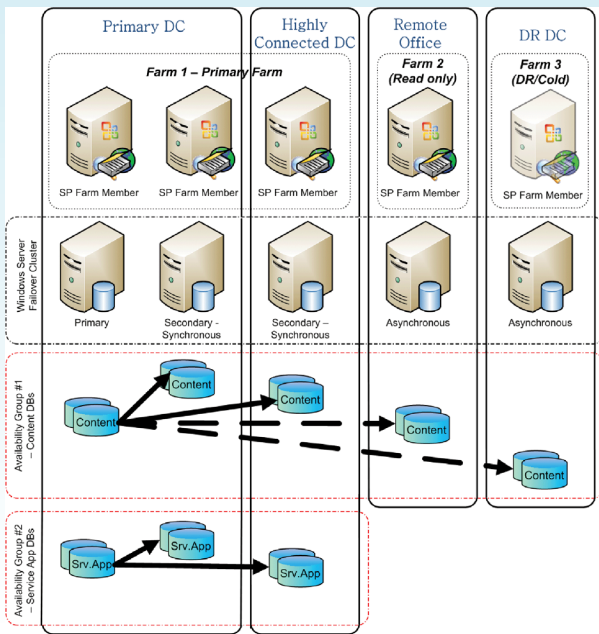 Primary DC
Highly
Connected DC
Remote
Office
DR DC
Farm 1 – Primary Farm
Farm 2
(Read only)
Farm 3
(DR/Cold)
SP Farm Member
SP Farm Member
SP Farm Member
SP Farm Member
SP Farm Member
Windows Server
Failover Cluster
Primary
Secondary -
Synchronous
Secondary –
Synchronous
Asynchronous
Asynchronous
Availability Group #1
– Content DBs
Content
Content
Content
Content
Content
Availability Group #2
– Service App DBs
Srv.App
Srv.App
Srv.App